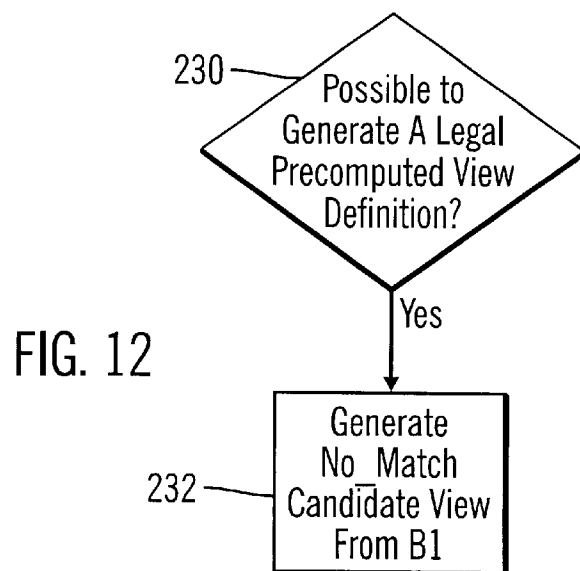 230
Possible to
Generate A Legal
Precomputed View
Definition?
Yes
FIG. 12
Generate
No_Match
232
Candidate View
From B1